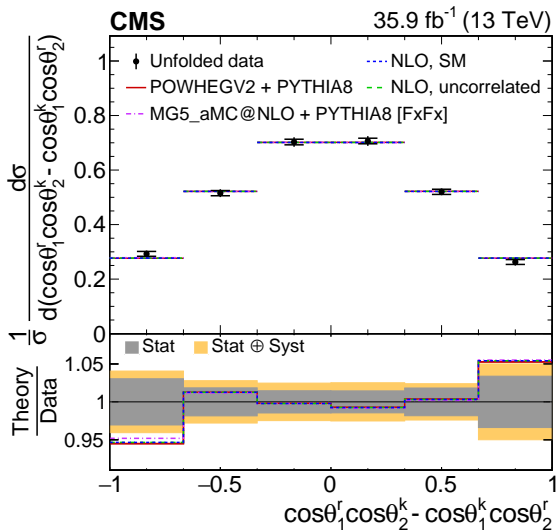 CMS 35.9 fb⁻¹ (13 TeV)
Unfolded data
NLO, SM
POWHEGV2 + PYTHIA8
NLO, uncorrelated
MG5_aMC@NLO + PYTHIA8 [FxFx]
1
0.8
0.6
0.4
0.2
0
1/σ dσ/d(cosθ₁ʳcosθ₂ᵏ - cosθ₁ᵏcosθ₂ʳ)
Stat
Stat ⊕ Syst
1.05
1
0.95
Theory
Data
−1 −0.5 0 0.5 1
cosθ₁ʳcosθ₂ᵏ - cosθ₁ᵏcosθ₂ʳ